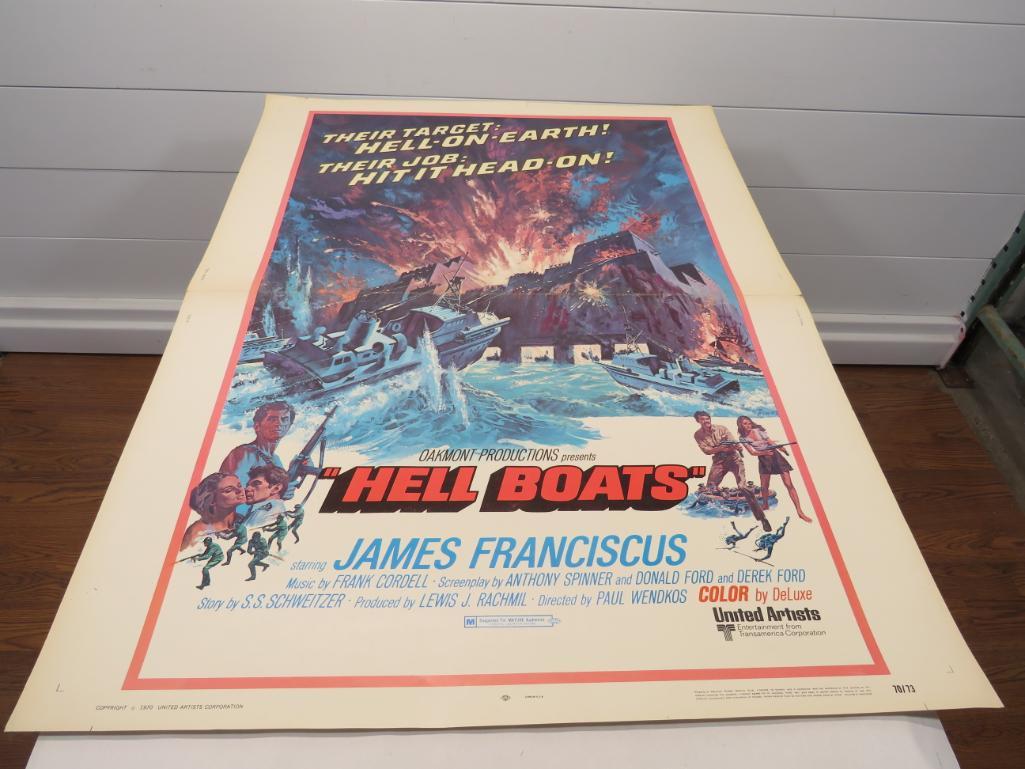 THEIR TARGET:
HELL-ON-EARTH!
THEIR JOB:
HIT IT HEAD-ON!
OAKMONT PRODUCTIONS presents
"HELL BOATS"
starring JAMES FRANCISCUS
Music by FRANK CORDELL · Screenplay by ANTHONY SPINNER and DONALD FORD and DEREK FORD
Story by S.S. SCHWEITZER · Produced by LEWIS J. RACHMIL · Directed by PAUL WENDKOS COLOR by DeLuxe
M
United Artists
Entertainment from
Transamerica Corporation
COPYRIGHT © 1970 UNITED ARTISTS CORPORATION
70/73